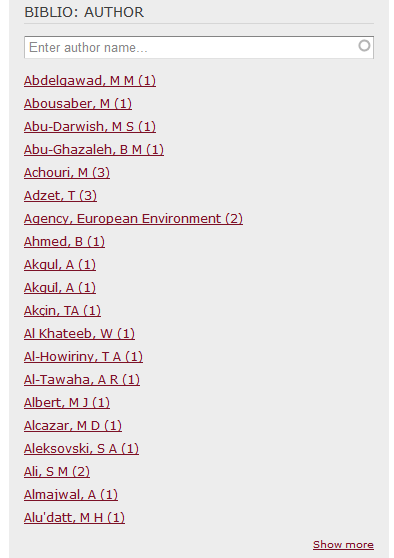 BIBLIO: AUTHOR
Enter author name...
Abdelgawad, M M (1)
Abousaber, M (1)
Abu-Darwish, M S (1)
Abu-Ghazaleh, B M (1)
Achouri, M (3)
Adzet, T (3)
Agency, European Environment (2)
Ahmed, B (1)
Akgul, A (1)
Akgül, A (1)
Akçin, TA (1)
Al Khateeb, W (1)
Al-Howiriny, T A (1)
Al-Tawaha, A R (1)
Albert, M J (1)
Alcazar, M D (1)
Aleksovski, S A (1)
Ali, S M (2)
Almajwal, A (1)
Alu'datt, M H (1)
Show more